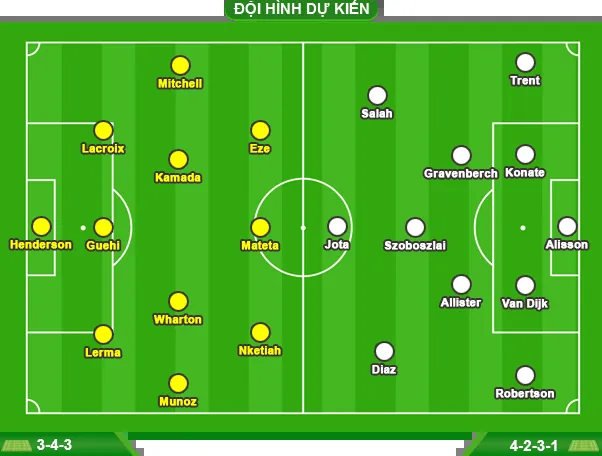 ĐỘI HÌNH DỰ KIẾN
Mitchell
Trent
Salah
Lacroix
Eze
Kamada
Gravenberch
Konate
Henderson
Guehi
Mateta
Jota
Szoboszlai
Alisson
Wharton
Allister
Van Dijk
Lerma
Nketiah
Diaz
Munoz
Robertson
3-4-3
4-2-3-1